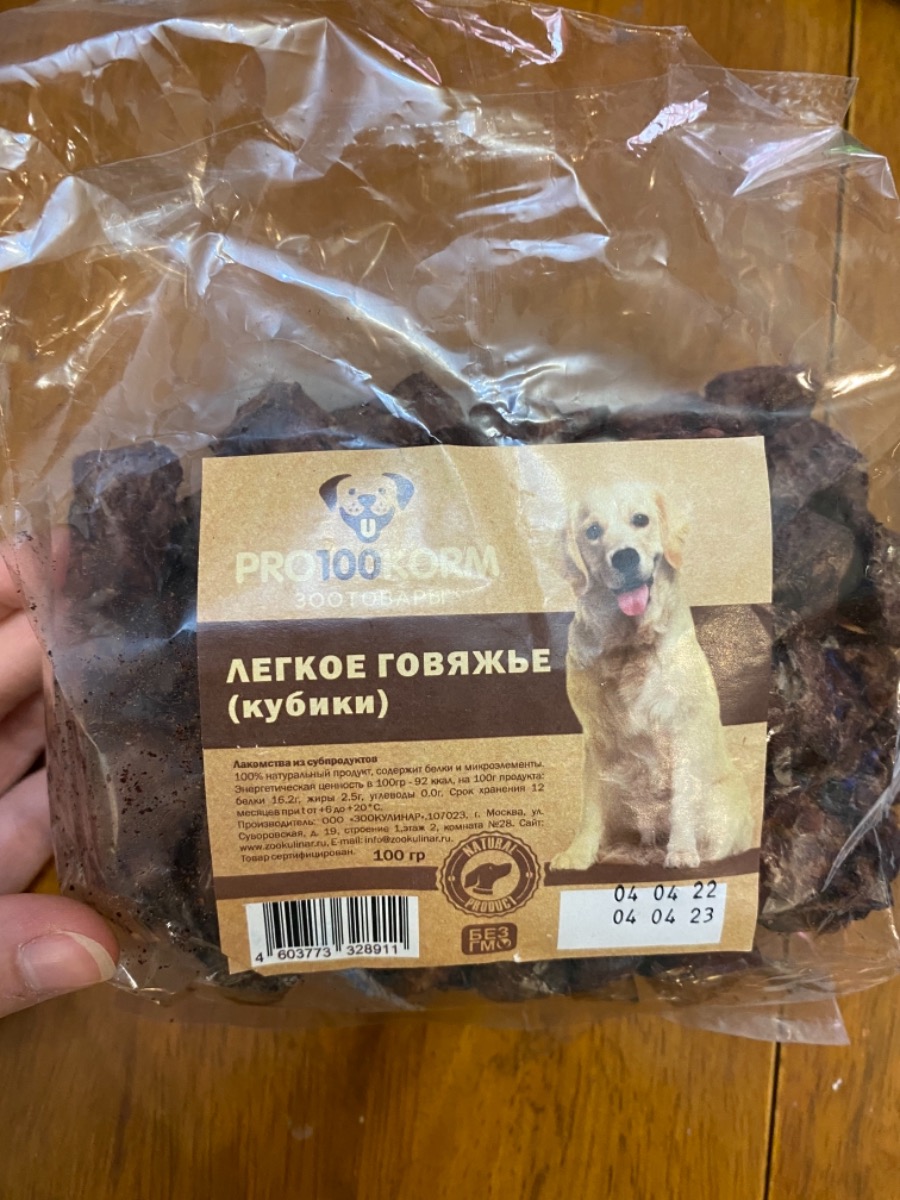 U
PRO100KORM
ЗООТОВАРЫ
ЛЕГКОЕ ГОВЯЖЬЕ
(кубики)
Лакомства из субпродуктов
100% натуральный продукт, содержит белки и микроэлементы.
Энергетическая ценность в 100гр - 92 ккал, на 100г продукта:
белки 16.2г, жиры 2.5г, углеводы 0.0г. Срок хранения 12
месяцев при t от +6 до +20°С.
Производитель: ООО «ЗООКУЛИНАР»,107023, г. Москва, ул.
Суворовская, д. 19, строение 1,этаж 2, комната №28. Сайт:
www.zookulinar.ru, E-mail: info@zookulinar.ru.
Товар сертифицирован. 100 гр
NATURAL
PRODUCT
БЕЗ
ГМО
04 04 22
04 04 23
4 603773 328911